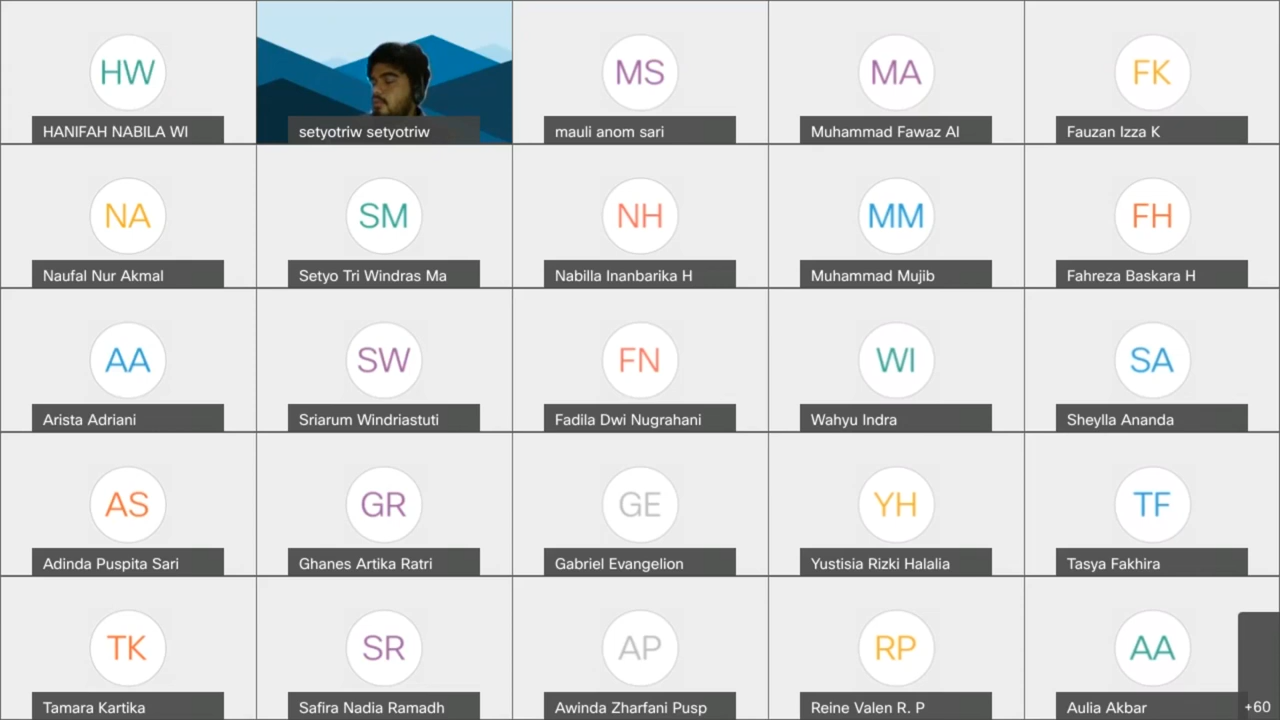 HW
HANIFAH NABILA WI
setyotriw setyotriw
MS
mauli anom sari
MA
Muhammad Fawaz Al
FK
Fauzan Izza K
NA
Naufal Nur Akmal
SM
Setyo Tri Windras Ma
NH
Nabilla Inanbarika H
MM
Muhammad Mujib
FH
Fahreza Baskara H
AA
Arista Adriani
SW
Sriarum Windriastuti
FN
Fadila Dwi Nugrahani
WI
Wahyu Indra
SA
Sheylla Ananda
AS
Adinda Puspita Sari
GR
Ghanes Artika Ratri
GE
Gabriel Evangelion
YH
Yustisia Rizki Halalia
TF
Tasya Fakhira
TK
Tamara Kartika
SR
Safira Nadia Ramadh
AP
Awinda Zharfani Pusp
RP
Reine Valen R. P
AA
Aulia Akbar
+60